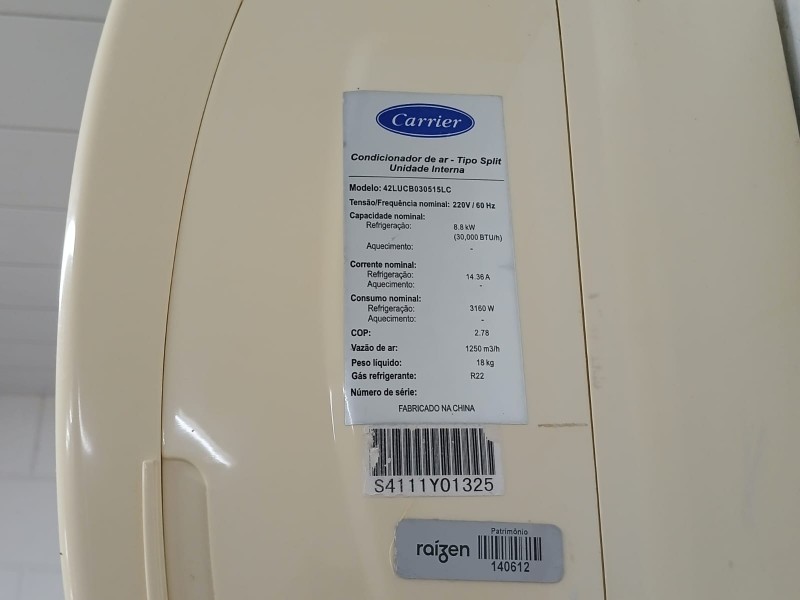 Carrier
Condicionador de ar - Tipo Split
Unidade Interna
Modelo: 42LUCB030515LC
Tensão/Frequência nominal: 220V / 60 Hz
Capacidade nominal:
Refrigeração: 8.8 kW
(30,000 BTU/h)
Aquecimento: -
Corrente nominal:
Refrigeração: 14.36 A
Aquecimento: -
Consumo nominal:
Refrigeração: 3160 W
Aquecimento: -
COP: 2.78
Vazão de ar: 1250 m3/h
Peso líquido: 18 kg
Gás refrigerante: R22
Número de série:
FABRICADO NA CHINA
S4111Y01325
Patrimônio
raízen
140612